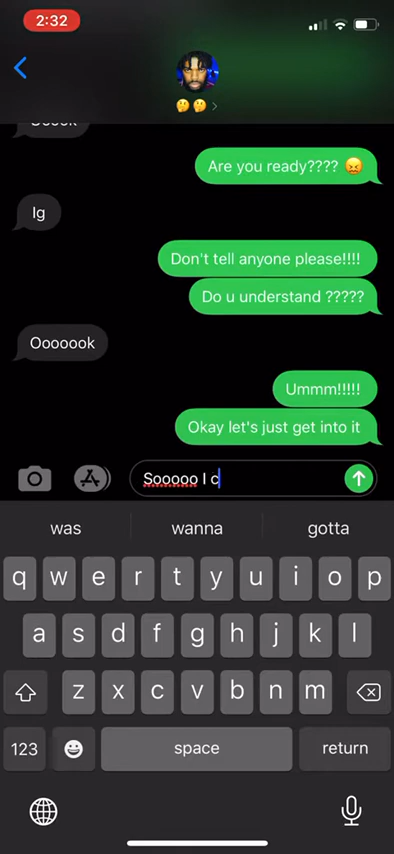 2:32
Are you ready???? 😖
Ig
Don't tell anyone please!!!!
Do u understand ?????
Ooooook
Ummm!!!!!
Okay let's just get into it
Sooooo I c
was wanna gotta
q w e r t y u i o p
a s d f g h j k l
z x c v b n m
123 space return